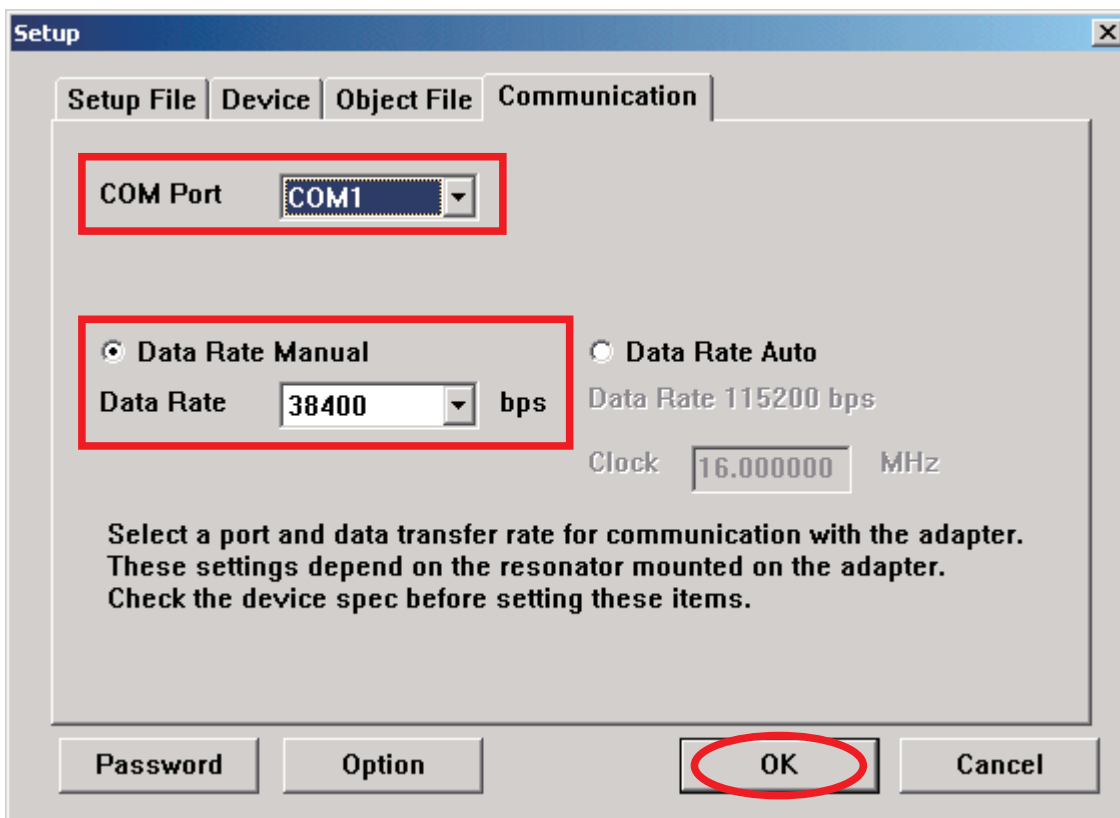 Setup
Setup File Device Object File Communication
COM Port COM1
Data Rate Manual Data Rate Auto
Data Rate 38400 bps Data Rate 115200 bps
Clock 16.000000 MHz
Select a port and data transfer rate for communication with the adapter.
These settings depend on the resonator mounted on the adapter.
Check the device spec before setting these items.
Password Option OK Cancel